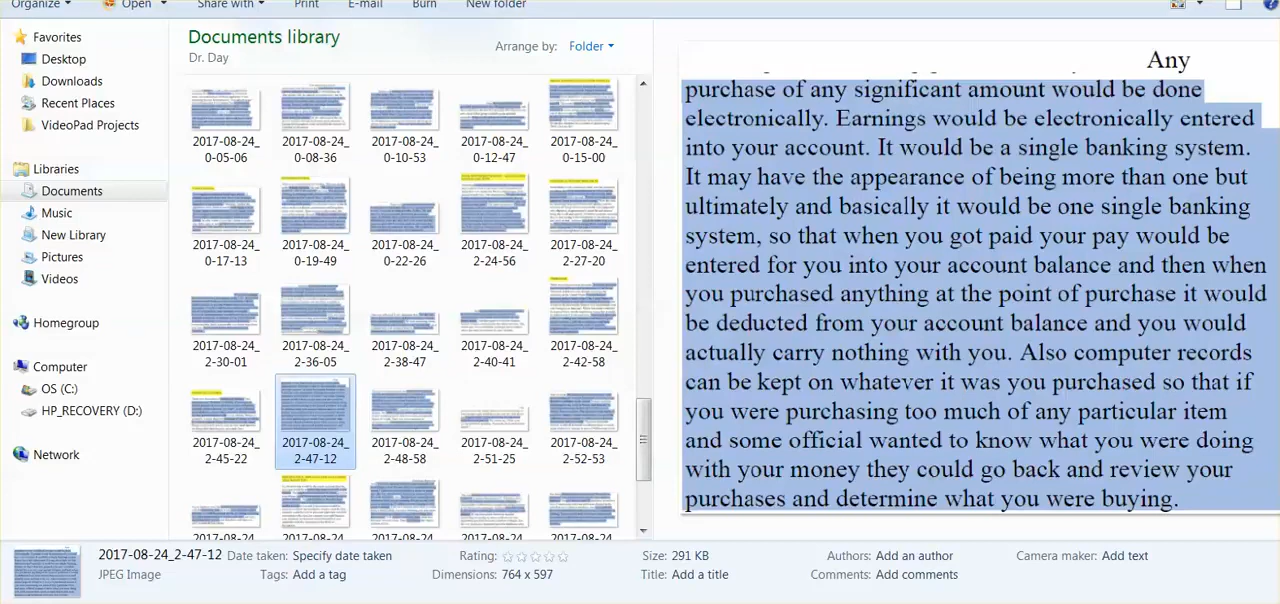 Organize
Open
Share with
Print
E-mail
Burn
New folder
Favorites
Desktop
Downloads
Recent Places
VideoPad Projects
Libraries
Documents
Music
New Library
Pictures
Videos
Homegroup
Computer
OS (C:)
HP_RECOVERY (D:)
Network
Documents library
Dr. Day
Arrange by: Folder
2017-08-24_
0-05-06
2017-08-24_
0-08-36
2017-08-24_
0-10-53
2017-08-24_
0-12-47
2017-08-24_
0-15-00
2017-08-24_
0-17-13
2017-08-24_
0-19-49
2017-08-24_
0-22-26
2017-08-24_
2-24-56
2017-08-24_
2-27-20
2017-08-24_
2-30-01
2017-08-24_
2-36-05
2017-08-24_
2-38-47
2017-08-24_
2-40-41
2017-08-24_
2-42-58
2017-08-24_
2-45-22
2017-08-24_
2-47-12
2017-08-24_
2-48-58
2017-08-24_
2-51-25
2017-08-24_
2-52-53
Any
purchase of any significant amount would be done
electronically. Earnings would be electronically entered
into your account. It would be a single banking system.
It may have the appearance of being more than one but
ultimately and basically it would be one single banking
system, so that when you got paid your pay would be
entered for you into your account balance and then when
you purchased anything at the point of purchase it would
be deducted from your account balance and you would
actually carry nothing with you. Also computer records
can be kept on whatever it was you purchased so that if
you were purchasing too much of any particular item
and some official wanted to know what you were doing
with your money they could go back and review your
purchases and determine what you were buying.
2017-08-24_2-47-12 Date taken: Specify date taken Rating: Size: 291 KB Authors: Add an author Camera maker: Add text
JPEG Image Tags: Add a tag Dimensions: 764 x 597 Title: Add a title Comments: Add comments